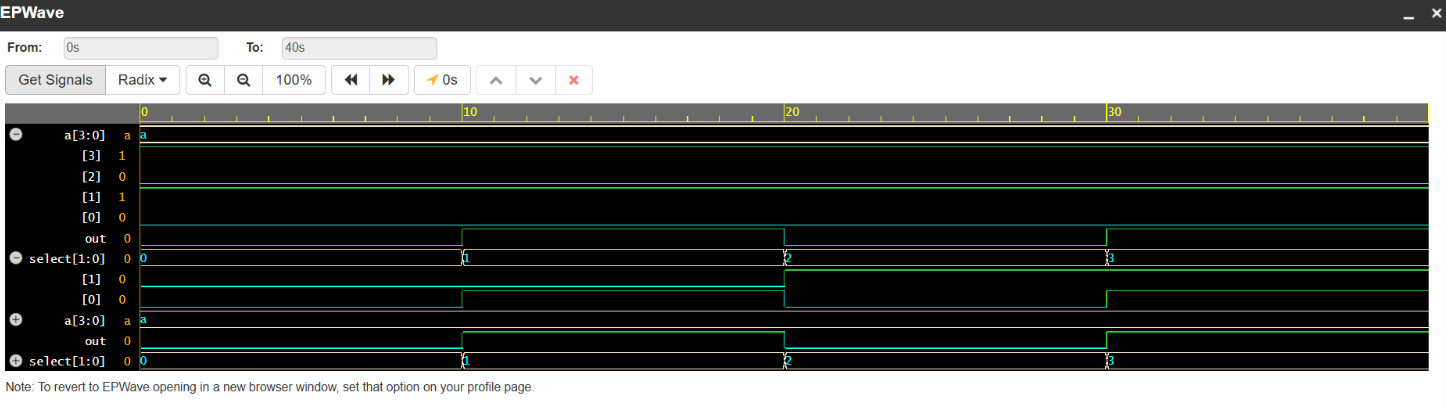 EPWave
From: 0s To: 40s
Get Signals Radix 100% 0s
0 10 20 30
a[3:0] a a
[3] 1
[2] 0
[1] 1
[0] 0
out 0
select[1:0] 0 0 1 2 3
[1] 0
[0] 0
a[3:0] a a
out 0
select[1:0] 0 0 1 2 3
Note: To revert to EPWave opening in a new browser window, set that option on your profile page.